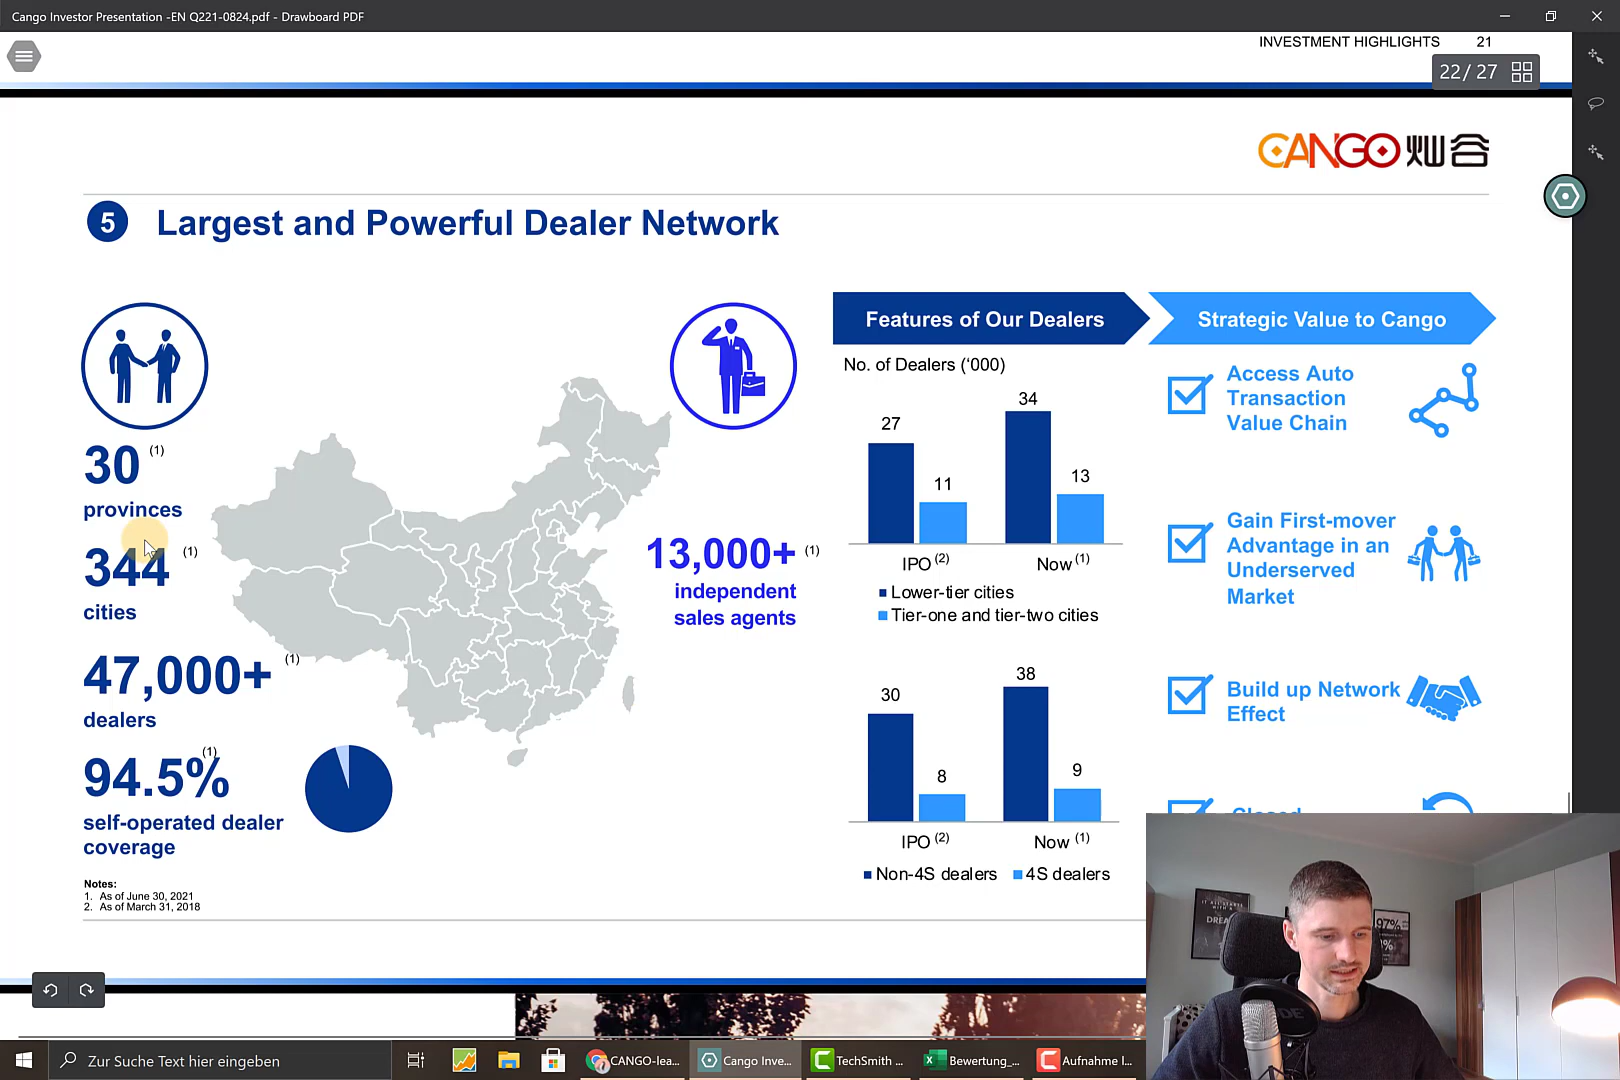 Cango Investor Presentation -EN Q221-0824.pdf - Drawboard PDF
INVESTMENT HIGHLIGHTS 21
22/ 27
CANGO 灿谷
5 Largest and Powerful Dealer Network
30 (1)
provinces
344 (1)
cities
47,000+ (1)
dealers
94.5% (1)
self-operated dealer
coverage
Notes:
1. As of June 30, 2021
2. As of March 31, 2018
13,000+ (1)
independent
sales agents
Features of Our Dealers
No. of Dealers (‘000)
27
11
34
13
IPO (2)
Now (1)
Lower-tier cities
Tier-one and tier-two cities
30
8
38
9
IPO (2)
Now (1)
Non-4S dealers
4S dealers
Strategic Value to Cango
Access Auto
Transaction
Value Chain
Gain First-mover
Advantage in an
Underserved
Market
Build up Network
Effect
97%
Zur Suche Text hier eingeben
CANGO-lea...
Cango Inve...
TechSmith ...
Bewertung_...
Aufnahme l...